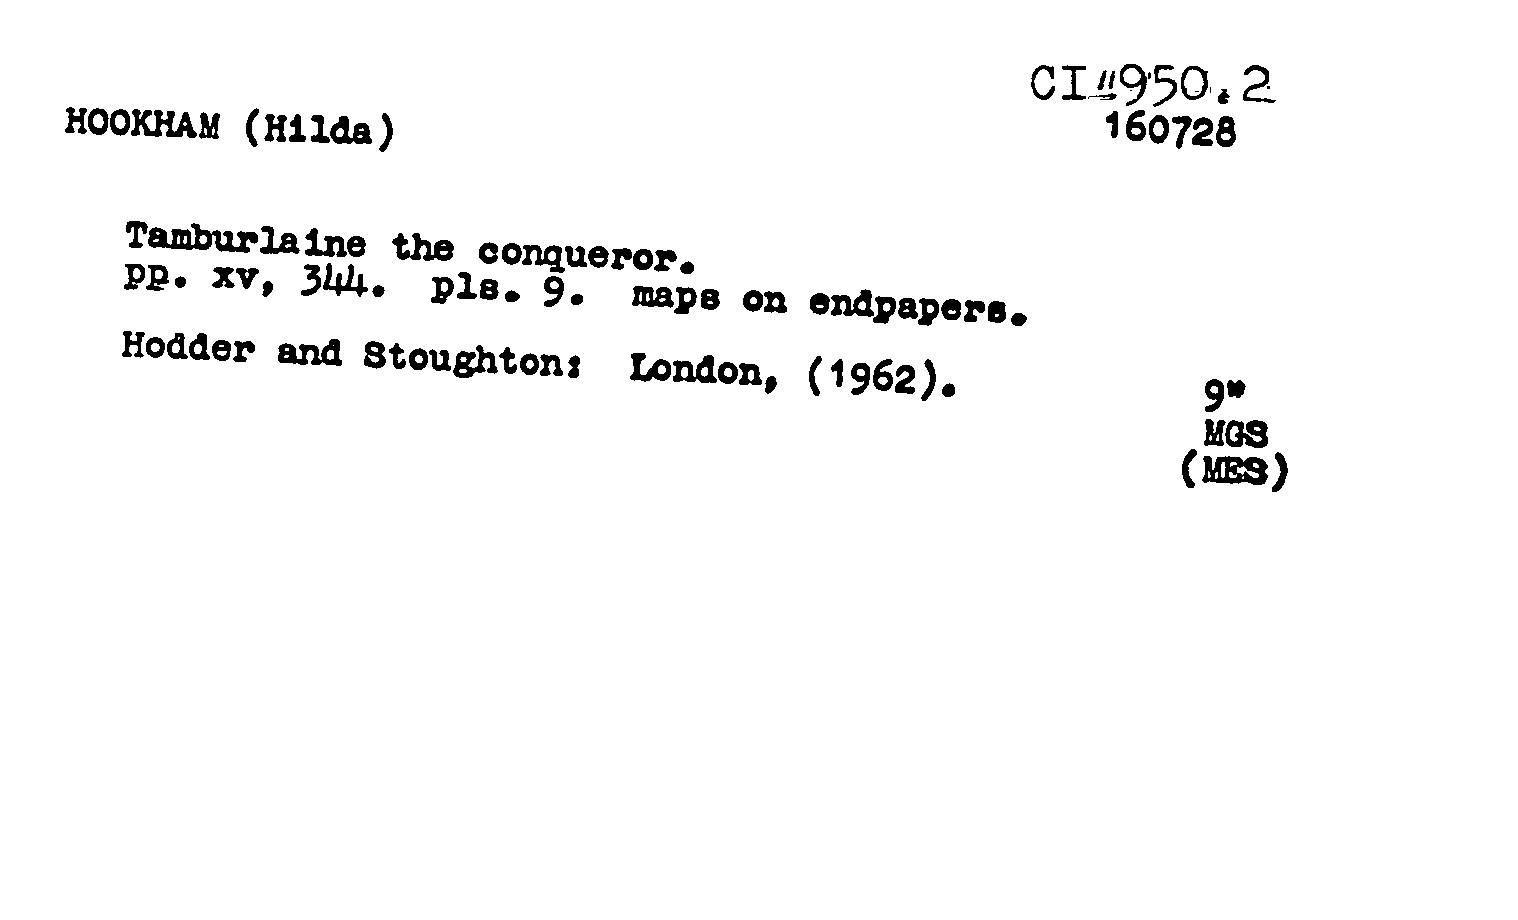 CI"950.2
HOOKHAM (Hilda)
160728
Tamburlaine the conqueror.
pp. xv, 344. pls. 9. maps on endpapers.
Hodder and Stoughton: London, (1962).
9"
MGS
(MES)